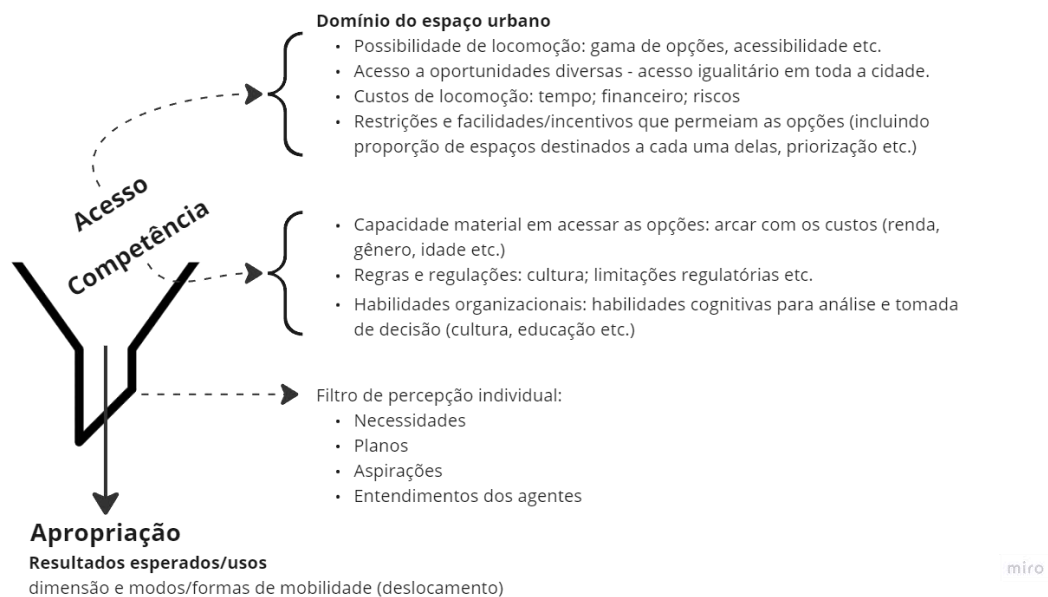 Domínio do espaço urbano
• Possibilidade de locomoção: gama de opções, acessibilidade etc.
• Acesso a oportunidades diversas - acesso igualitário em toda a cidade.
• Custos de locomoção: tempo; financeiro; riscos
• Restrições e facilidades/incentivos que permeiam as opções (incluindo
proporção de espaços destinados a cada uma delas, priorização etc.)
Acesso
Competência
• Capacidade material em acessar as opções: arcar com os custos (renda,
gênero, idade etc.)
• Regras e regulações: cultura; limitações regulatórias etc.
• Habilidades organizacionais: habilidades cognitivas para análise e tomada
de decisão (cultura, educação etc.)
Filtro de percepção individual:
• Necessidades
• Planos
• Aspirações
• Entendimentos dos agentes
Apropriação
Resultados esperados/usos
dimensão e modos/formas de mobilidade (deslocamento)
miro